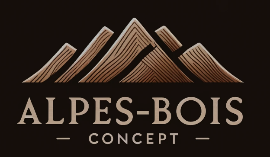 ALPES-BOIS
— CONCEPT —